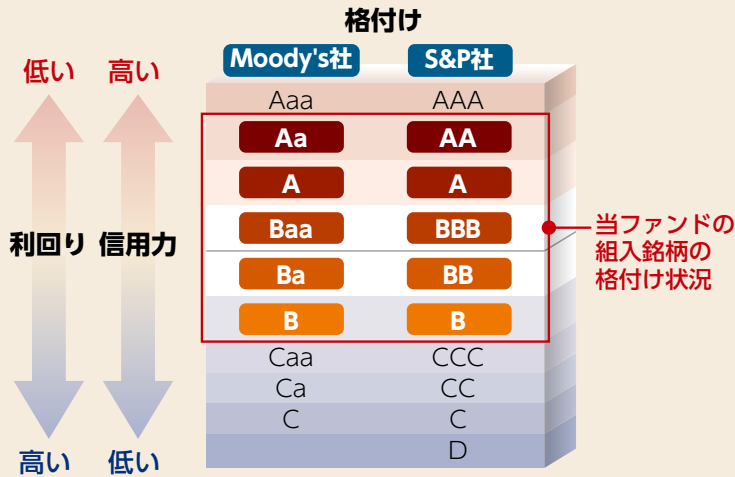 格付け
Moody's社 S&P社
低い 高い
Aaa AAA
Aa AA
A A
Baa BBB
利回り 信用力
Ba BB
B B
当ファンドの
組入銘柄の
格付け状況
Caa CCC
Ca CC
C C
D
高い 低い